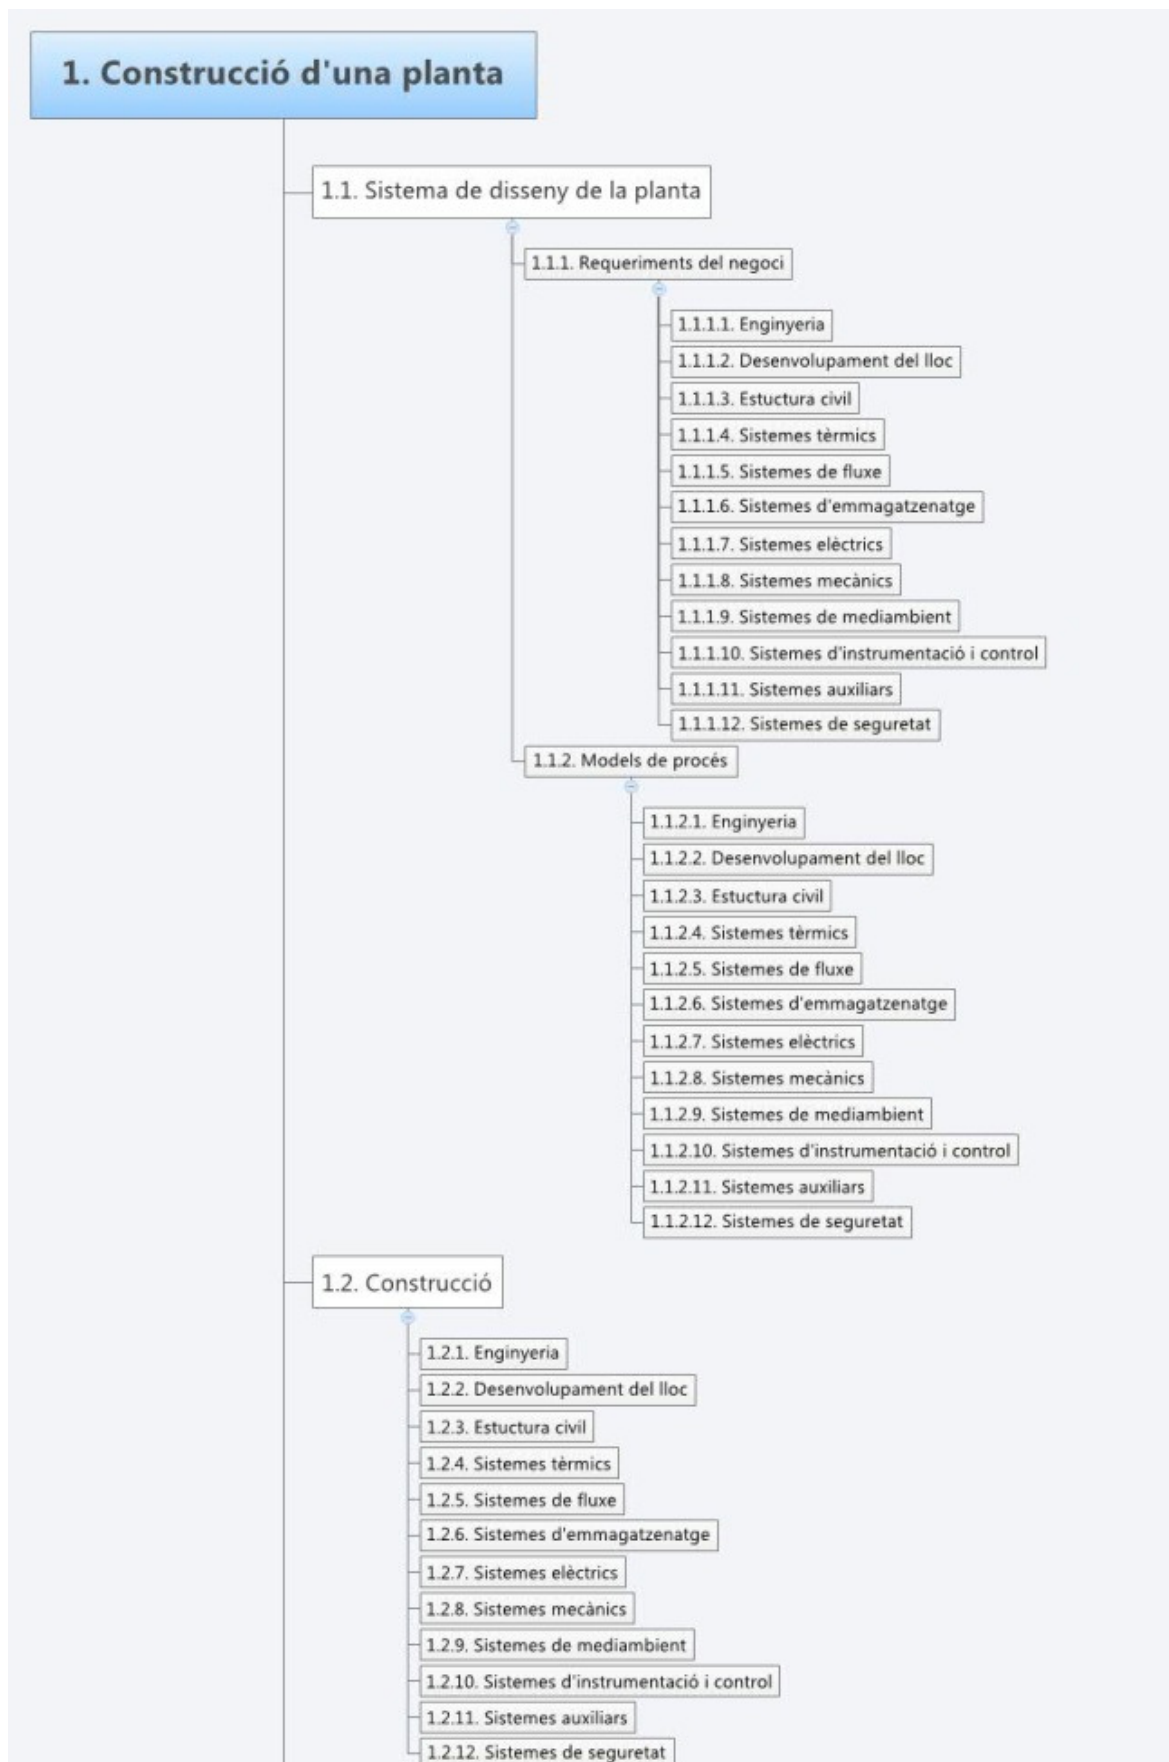 1. Construcció d'una planta
1.1. Sistema de disseny de la planta
1.1.1. Requeriments del negoci
1.1.1.1. Enginyeria
1.1.1.2. Desenvolupament del lloc
1.1.1.3. Estuctura civil
1.1.1.4. Sistemes tèrmics
1.1.1.5. Sistemes de fluxe
1.1.1.6. Sistemes d'emmagatzenatge
1.1.1.7. Sistemes elèctrics
1.1.1.8. Sistemes mecànics
1.1.1.9. Sistemes de mediambient
1.1.1.10. Sistemes d'instrumentació i control
1.1.1.11. Sistemes auxiliars
1.1.1.12. Sistemes de seguretat
1.1.2. Models de procés
1.1.2.1. Enginyeria
1.1.2.2. Desenvolupament del lloc
1.1.2.3. Estuctura civil
1.1.2.4. Sistemes tèrmics
1.1.2.5. Sistemes de fluxe
1.1.2.6. Sistemes d'emmagatzenatge
1.1.2.7. Sistemes elèctrics
1.1.2.8. Sistemes mecànics
1.1.2.9. Sistemes de mediambient
1.1.2.10. Sistemes d'instrumentació i control
1.1.2.11. Sistemes auxiliars
1.1.2.12. Sistemes de seguretat
1.2. Construcció
1.2.1. Enginyeria
1.2.2. Desenvolupament del lloc
1.2.3. Estuctura civil
1.2.4. Sistemes tèrmics
1.2.5. Sistemes de fluxe
1.2.6. Sistemes d'emmagatzenatge
1.2.7. Sistemes elèctrics
1.2.8. Sistemes mecànics
1.2.9. Sistemes de mediambient
1.2.10. Sistemes d'instrumentació i control
1.2.11. Sistemes auxiliars
1.2.12. Sistemes de seguretat